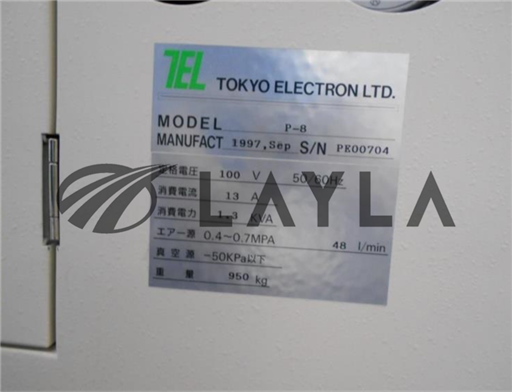 TEL TOKYO ELECTRON LTD.
MODEL P-8
MANUFACT 1997,Sep S/N PE00704
定格電圧 100 V 50/60Hz
消費電流 13 A
消費電力 1.3 KVA
LAYLA
エアー源 0.4~0.7MPA 48 l/min
真空源 -50KPa以下
重量 950 kg